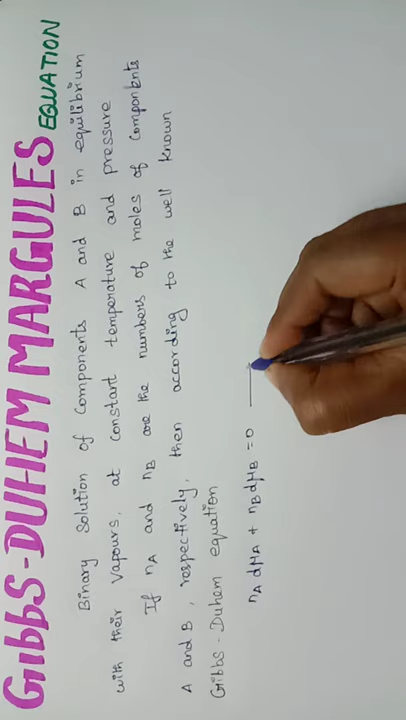 GibbS-DUHEM MARGULES EQUATION
Binary Solution of Components A and B in equilibrium
with their Vapours, at Constant temperature and pressure
If nA and nB are the numbers of moles of components
A and B, respectively, then according to the well known
Gibbs - Duhem equation
nA dμA + nB dμB = 0